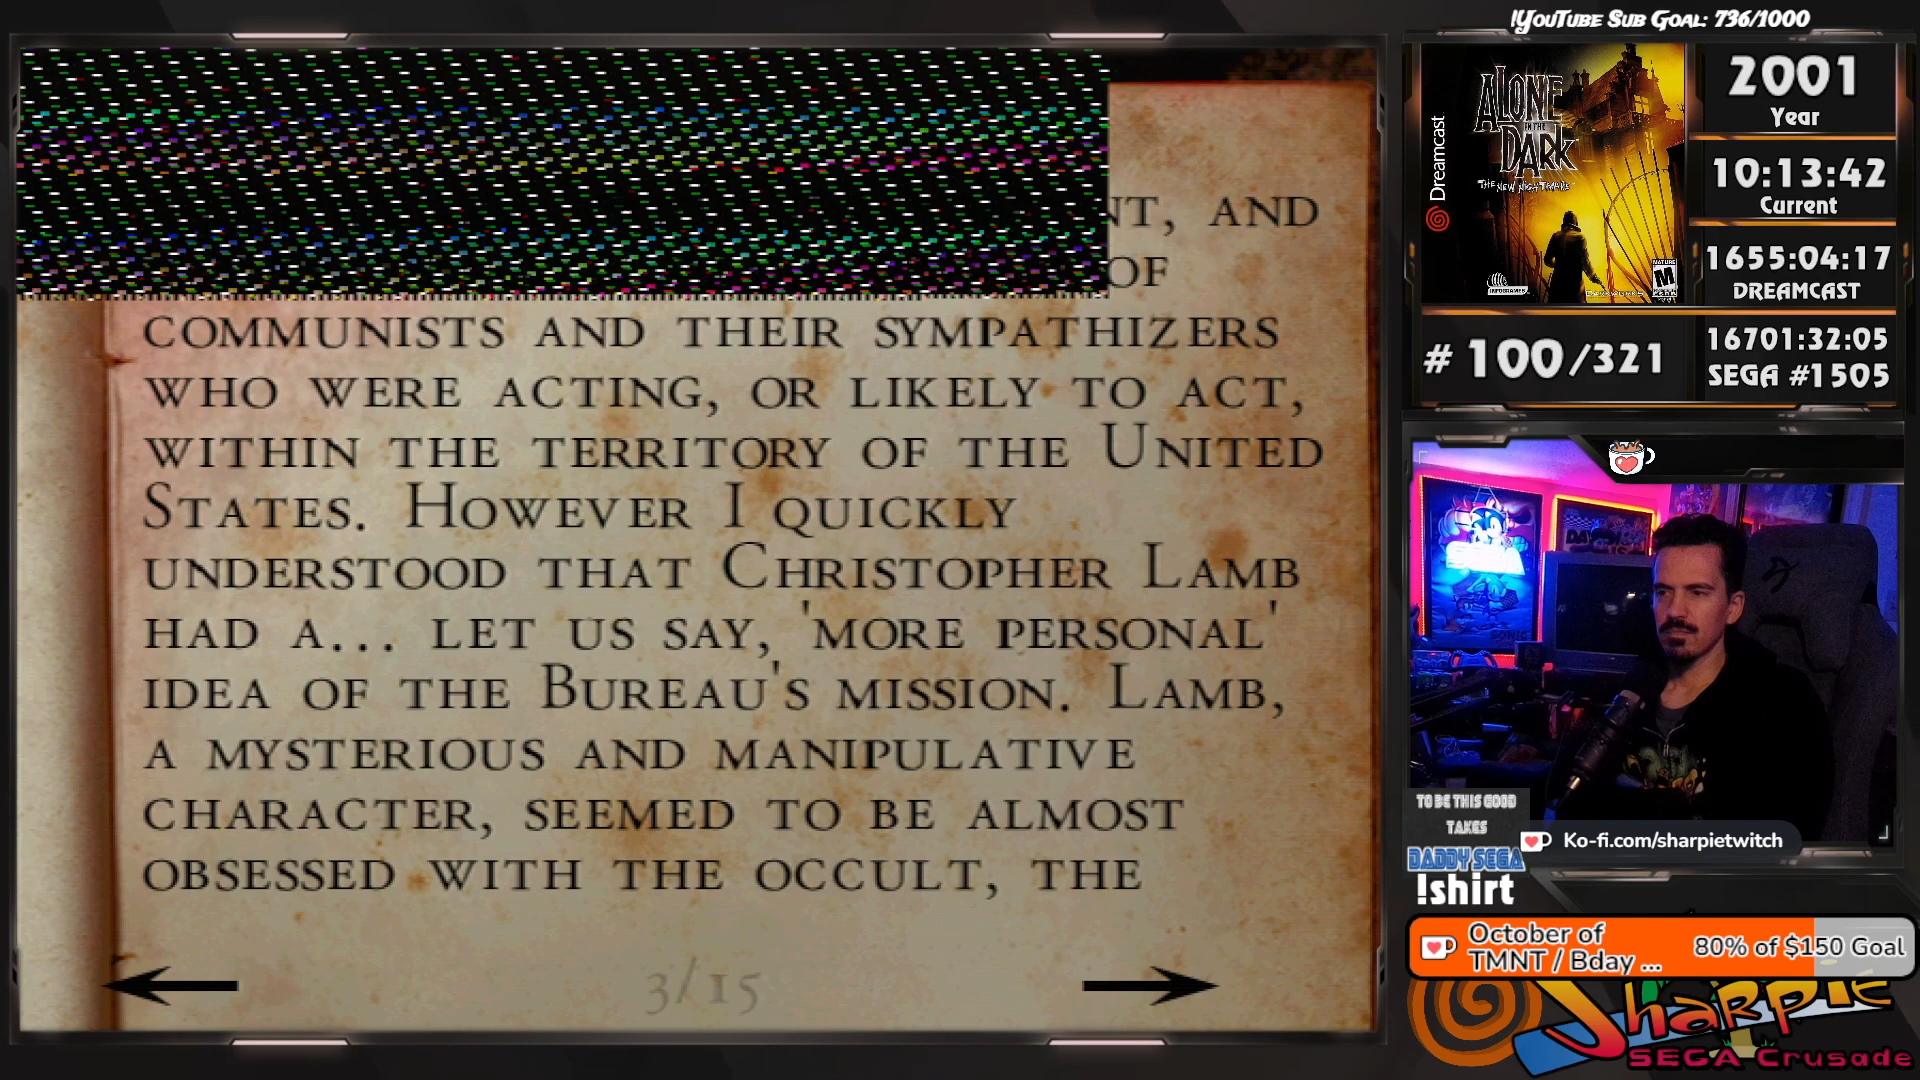 !YouTube Sub Goal: 736/1000
NT, AND
OF
COMMUNISTS AND THEIR SYMPATHIZERS
WHO WERE ACTING, OR LIKELY TO ACT,
WITHIN THE TERRITORY OF THE UNITED
STATES. HOWEVER I QUICKLY
UNDERSTOOD THAT CHRISTOPHER LAMB
HAD A... LET US SAY, 'MORE PERSONAL'
IDEA OF THE BUREAU'S MISSION. LAMB,
A MYSTERIOUS AND MANIPULATIVE
CHARACTER, SEEMED TO BE ALMOST
OBSESSED WITH THE OCCULT, THE
3/15
Dreamcast
ALONE
IN THE
DARK
THE NEW NIGHTMARE
INFOGRAMES
DARKWORKS
MATURE
M
2001
Year
10:13:42
Current
1655:04:17
DREAMCAST
# 100/321
16701:32:05
SEGA #1505
SONIC
TO BE THIS GOOD
TAKES
DADDY SEGA
!shirt
Ko-fi.com/sharpietwitch
October of
TMNT / Bday ...
80% of $150 Goal
Sharpie
SEGA Crusade